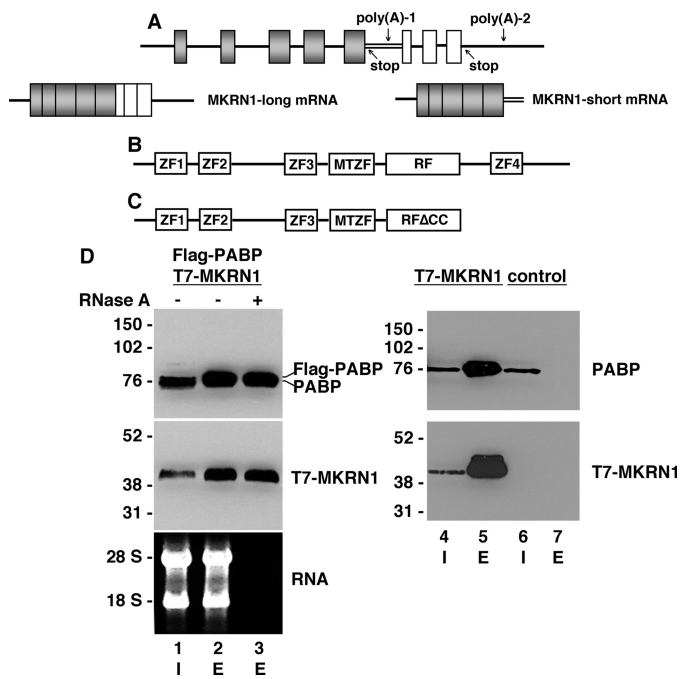 A
poly(A)-1
poly(A)-2
stop
stop
MKRN1-long mRNA
MKRN1-short mRNA
B
ZF1
ZF2
ZF3
MTZF
RF
ZF4
C
ZF1
ZF2
ZF3
MTZF
RFΔCC
D
Flag-PABP
T7-MKRN1
RNase A
-
-
+
150 -
102 -
76 -
Flag-PABP
PABP
52 -
38 -
31 -
T7-MKRN1
28 S -
18 S -
RNA
1
2
3
I
E
E
T7-MKRN1
control
150 -
102 -
76 -
PABP
52 -
38 -
31 -
T7-MKRN1
4
5
6
7
I
E
I
E